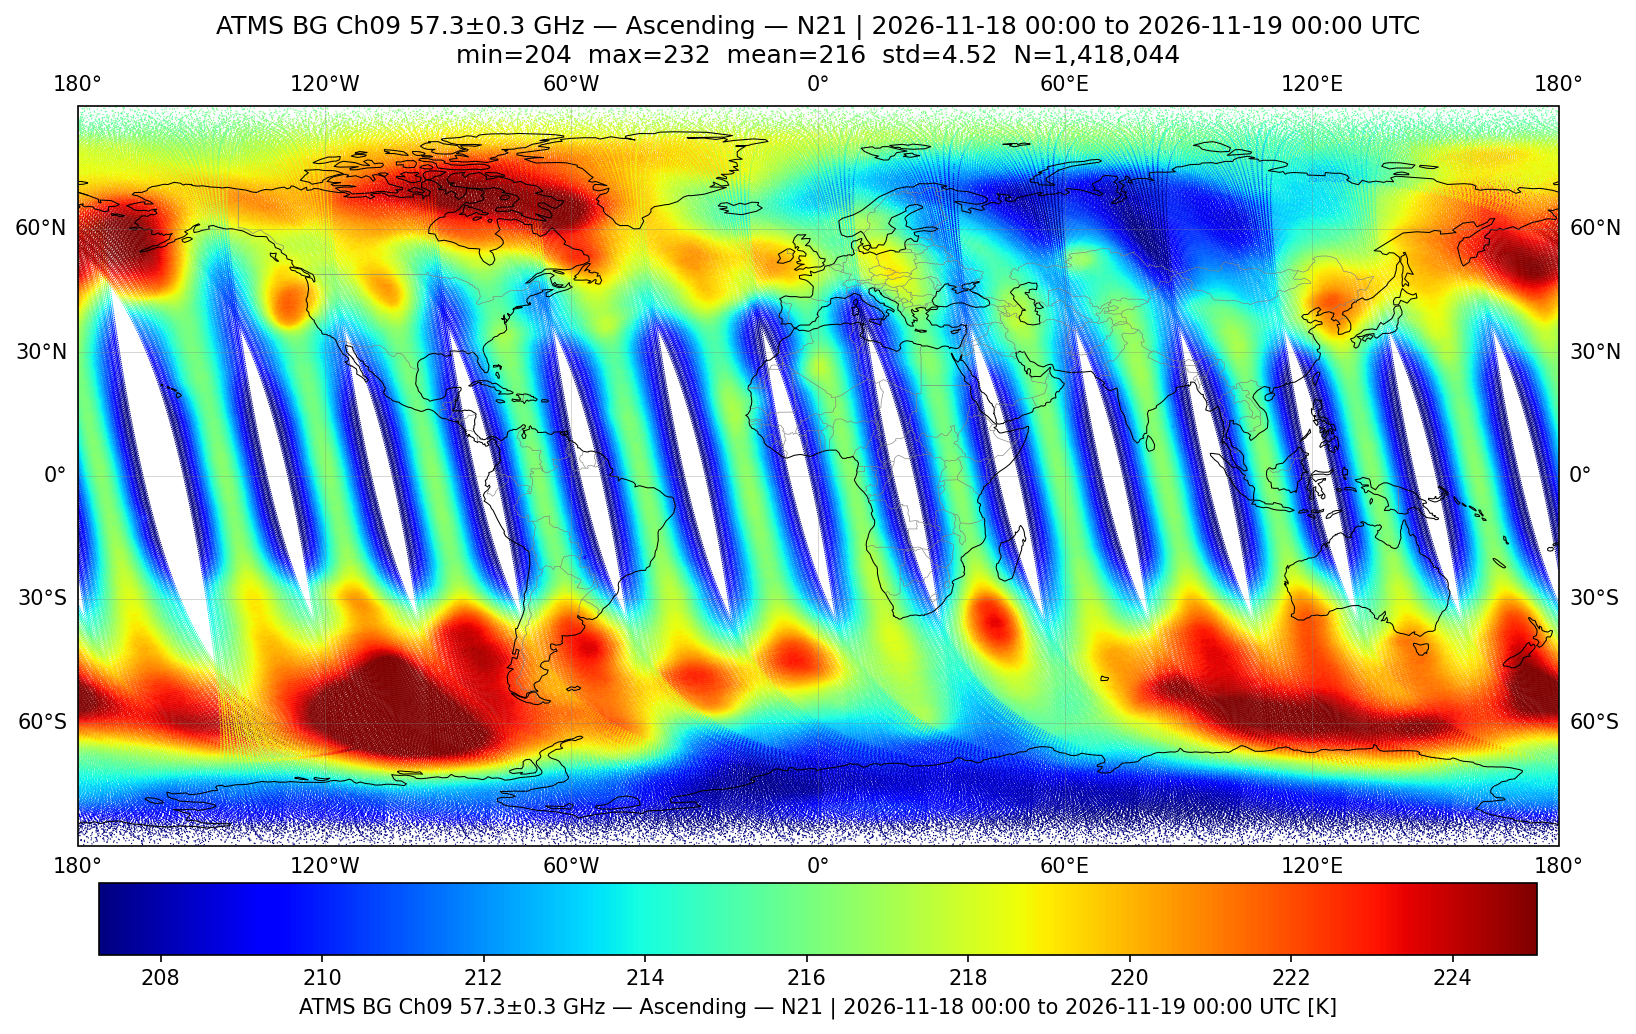 ATMS BG Ch09 57.3±0.3 GHz — Ascending — N21 | 2026-11-18 00:00 to 2026-11-19 00:00 UTC
min=204  max=232  mean=216  std=4.52  N=1,418,044
180° 120°W 60°W 0° 60°E 120°E 180°
60°N 60°N
30°N 30°N
0° 0°
30°S 30°S
60°S 60°S
180° 120°W 60°W 0° 60°E 120°E 180°
208 210 212 214 216 218 220 222 224
ATMS BG Ch09 57.3±0.3 GHz — Ascending — N21 | 2026-11-18 00:00 to 2026-11-19 00:00 UTC [K]